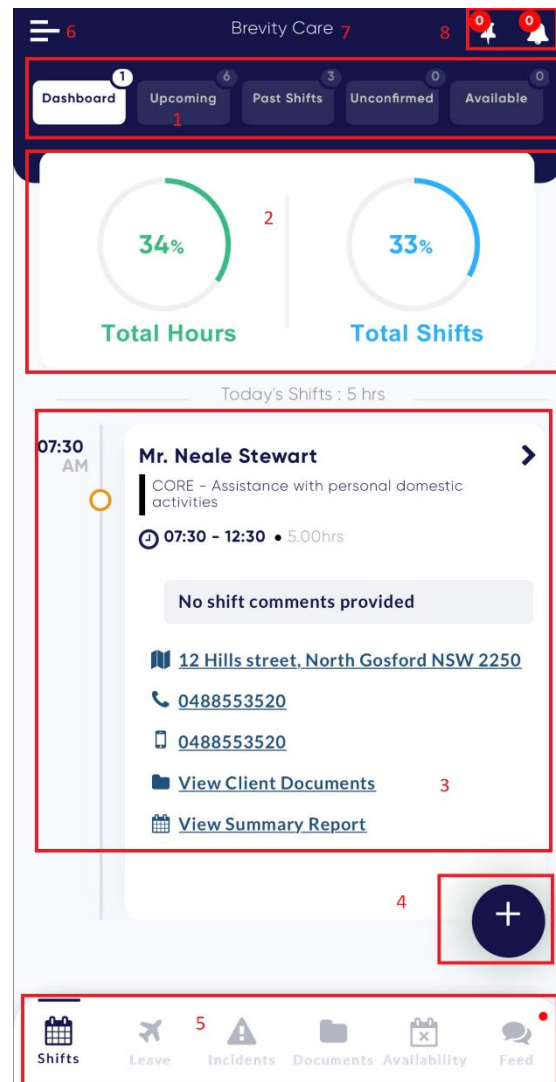 6
Brevity Care 7
8
0
0
1
6
3
0
0
Dashboard
Upcoming
Past Shifts
Unconfirmed
Available
1
34%
2
33%
Total Hours
Total Shifts
Today's Shifts : 5 hrs
07:30
AM
Mr. Neale Stewart
CORE - Assistance with personal domestic
activities
07:30 - 12:30 • 5.00hrs
No shift comments provided
12 Hills street, North Gosford NSW 2250
0488553520
0488553520
View Client Documents
3
View Summary Report
4
+
5
Shifts
Leave
Incidents
Documents
Availability
Feed